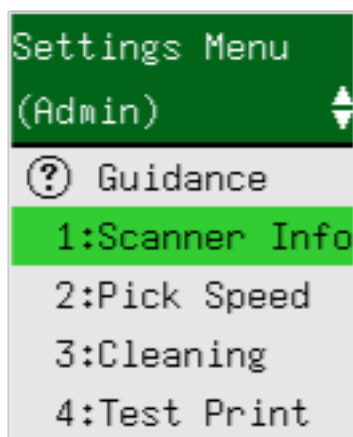 Settings Menu
(Admin)
? Guidance
1:Scanner Info
2:Pick Speed
3:Cleaning
4:Test Print